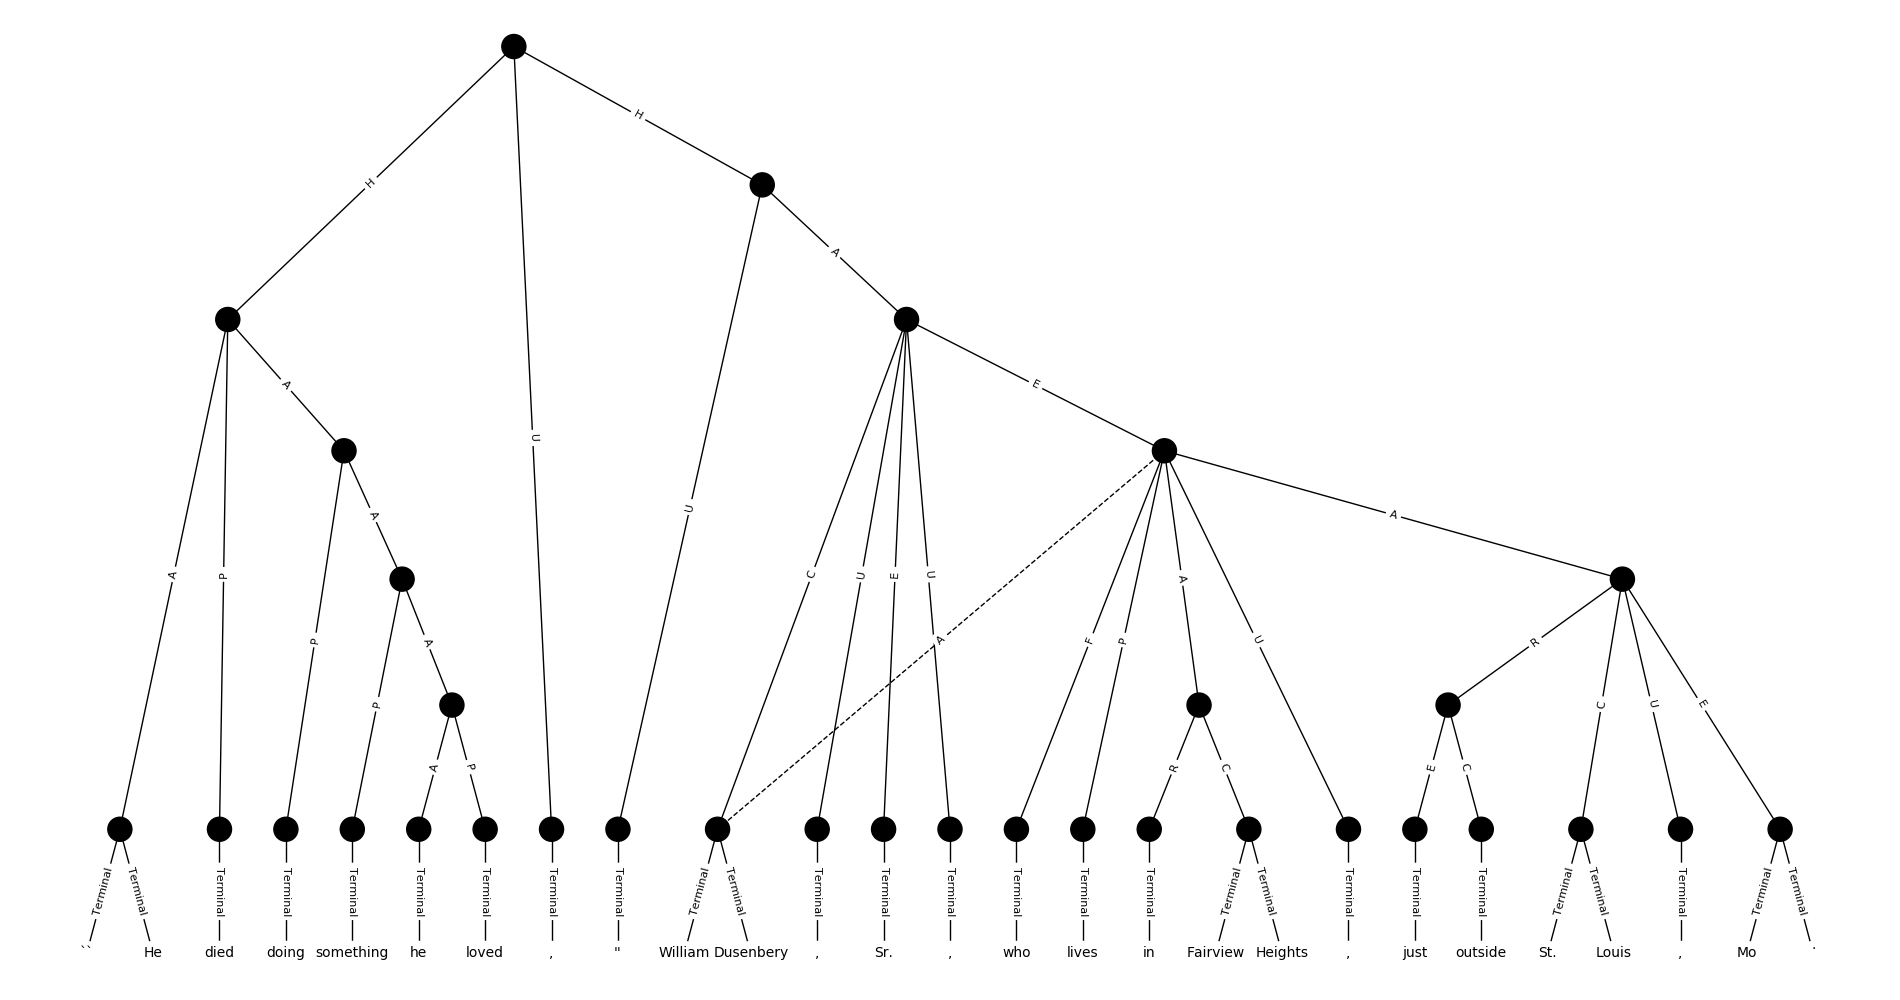 H
H
A
A
E
A
U
U
A
A
P
C
U
E
U
A
P
A
A
F
P
A
U
R
P
A
P
R
C
E
C
C
U
E
Terminal Terminal Terminal Terminal Terminal Terminal Terminal Terminal Terminal Terminal Terminal Terminal Terminal Terminal Terminal Terminal Terminal Terminal Terminal Terminal Terminal Terminal Terminal Terminal Terminal Terminal Terminal
`` He died doing something he loved , " William Dusenbery , Sr. , who lives in Fairview Heights , just outside St. Louis , Mo .